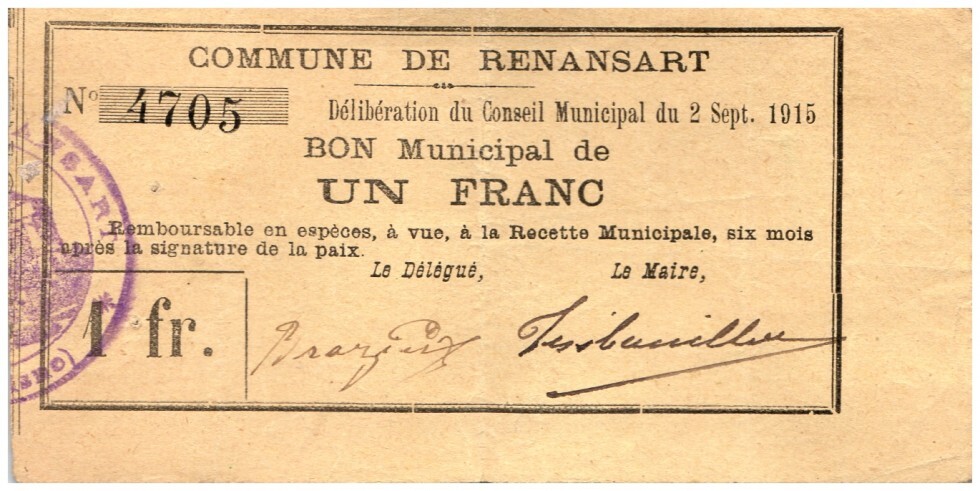 COMMUNE DE RENANSART
Nº 4705
Délibération du Conseil Municipal du 2 Sept. 1915
BON Municipal de
UN FRANC
Remboursable en espèces, à vue, à la Recette Municipale, six mois
après la signature de la paix.
Le Délégué, Le Maire,
1 fr.
ANSART